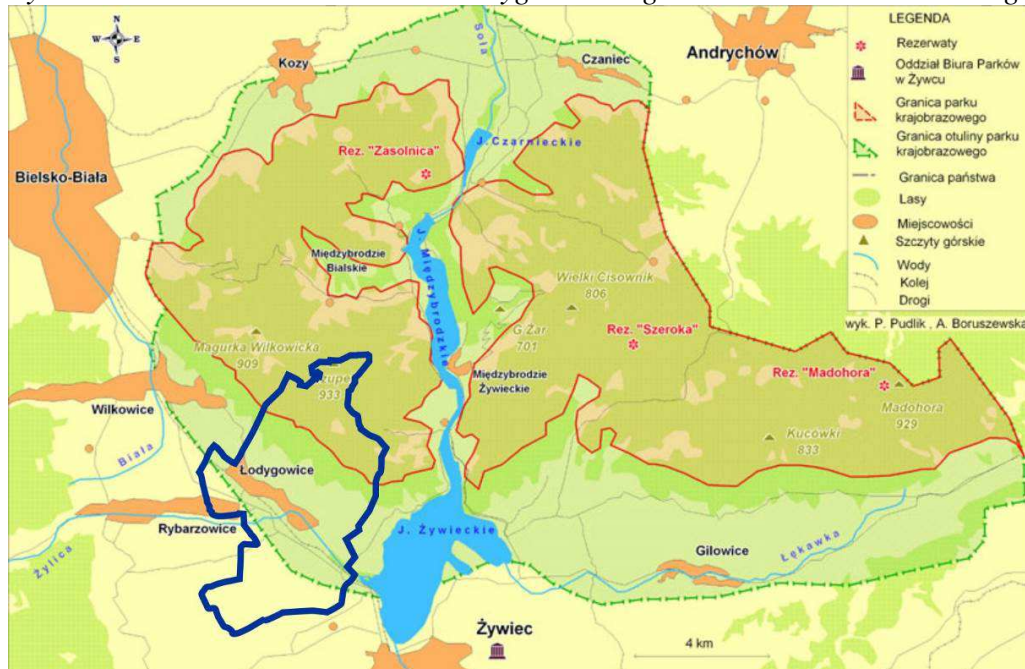 LEGENDA
Rezerwaty
Oddział Biura Parków
w Żywcu
Granica parku
krajobrazowego
Granica otuliny parku
krajobrazowego
Granica państwa
Lasy
Miejscowości
Szczyty górskie
Wody
Kolej
Drogi
wyk. P. Pudlik , A. Boruszewska
N
W
E
S
Soła
Kozy
Czaniec
Andrychów
J. Czarnieckie
Rez. "Zasolnica"
Bielsko-Biała
Międzybrodzie
Bialskie
J. Międzybrodzkie
Wielki Cisownik
806
G Żar
701
Rez. "Szeroka"
Magurka Wilkowicka
909
933
Międzybrodzie
Żywieckie
Rez. "Madohora"
Madohora
929
Kucówki
833
Wilkowice
Biała
Łodygowice
Rybarzowice
Żylica
J. Żywieckie
Gilowice
Łękawka
Żywiec
4 km